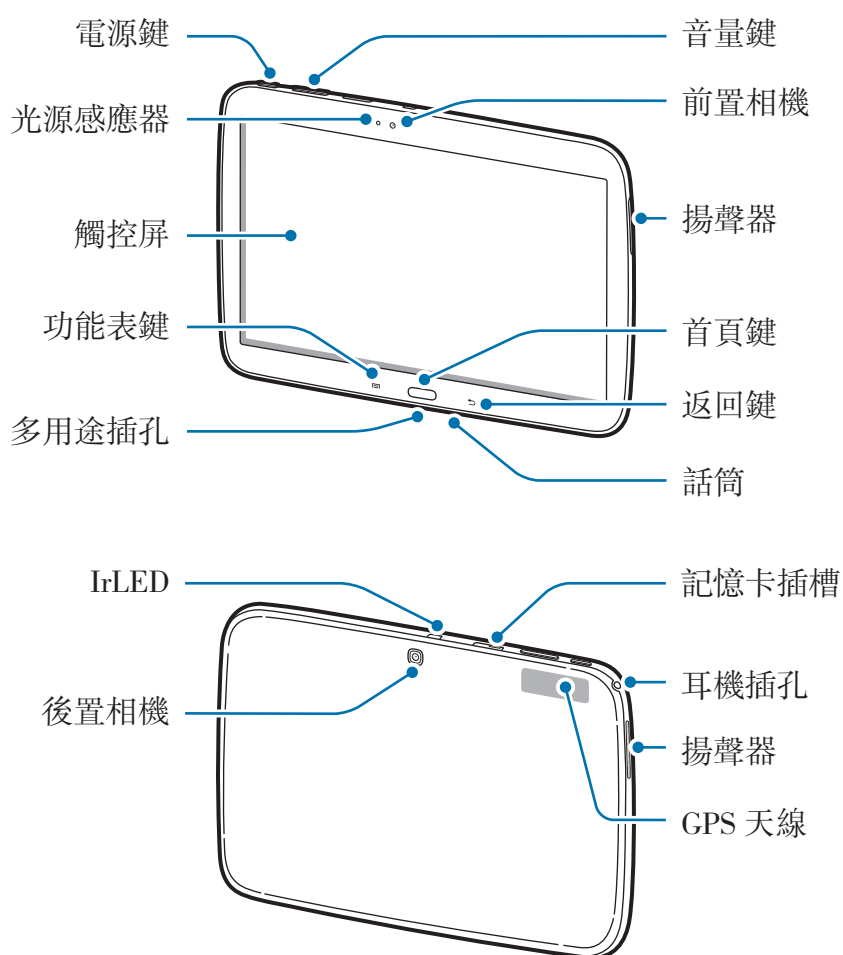 電源鍵
音量鍵
光源感應器
前置相機
觸控屏
揚聲器
功能表鍵
首頁鍵
多用途插孔
返回鍵
話筒
IrLED
記憶卡插槽
後置相機
耳機插孔
揚聲器
GPS 天線